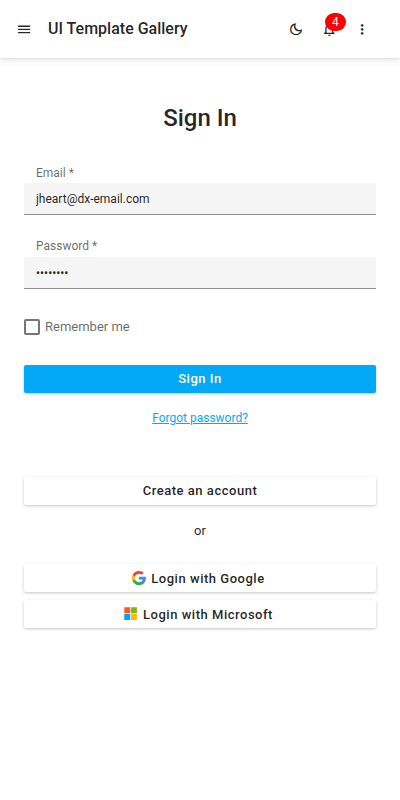 UI Template Gallery
4
Sign In
Email *
jheart@dx-email.com
Password *
••••••••
Remember me
Sign In
Forgot password?
Create an account
or
Login with Google
Login with Microsoft